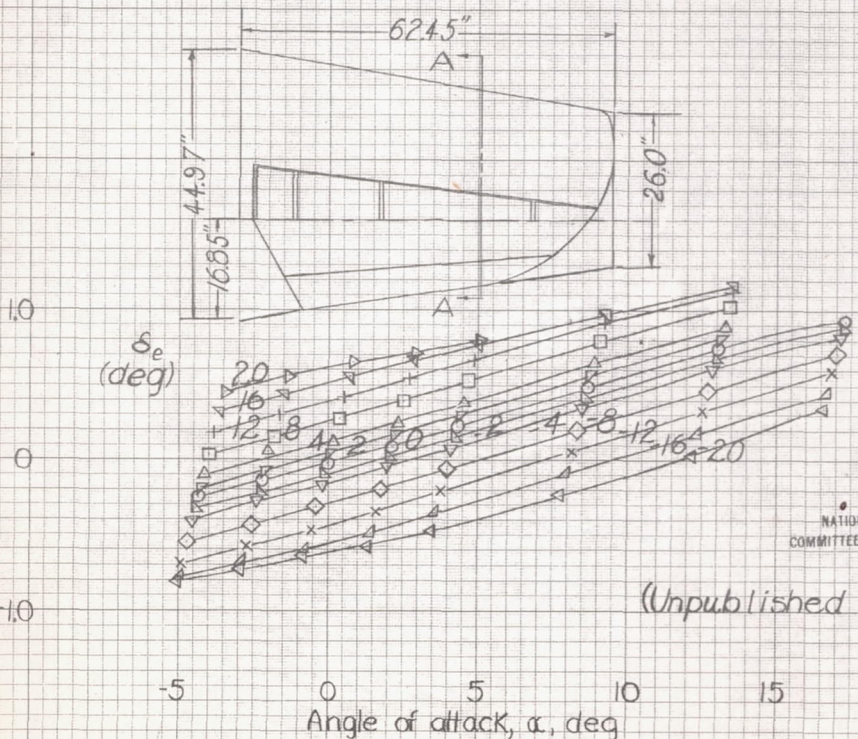 62.45"
A
44.97"
26.0"
16.85"
A
1.0
δe
(deg)
20
16
12
8
4
2
0
-2
-4
-8
-12
-16
-20
0
NATIO
COMMITTEE
-1.0
(Unpublished
-5 0 5 10 15
Angle of attack, α, deg